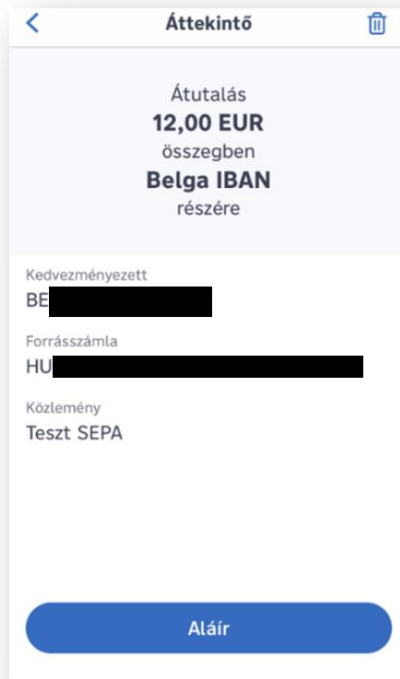 Áttekintő
Átutalás
12,00 EUR
összegben
Belga IBAN
részére
Kedvezményezett
BE
Forrásszámla
HU
Közlemény
Teszt SEPA
Aláír